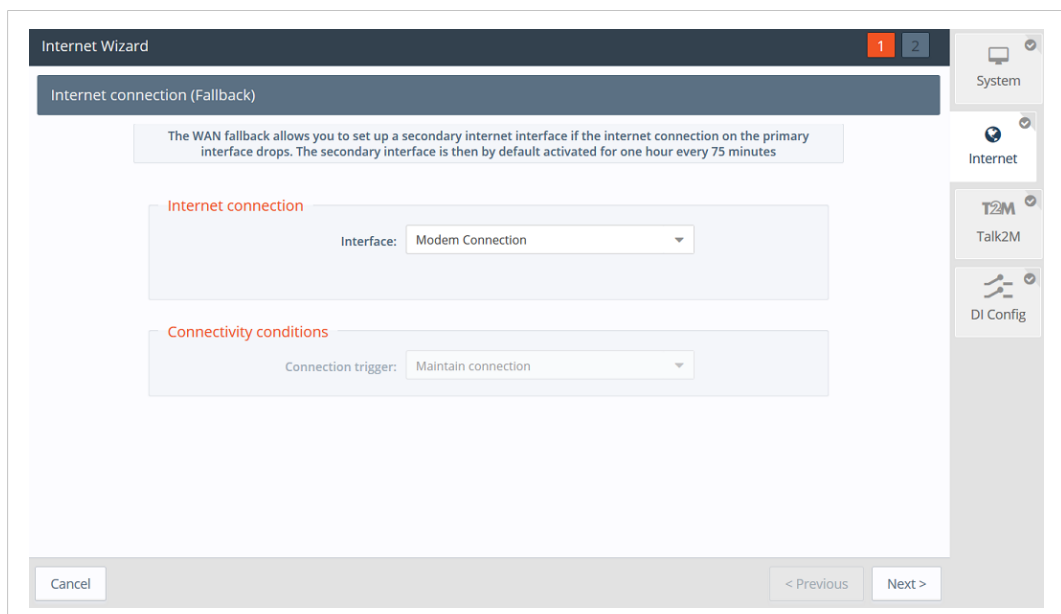 Internet Wizard
1 2
Internet connection (Fallback)
The WAN fallback allows you to set up a secondary internet interface if the internet connection on the primary
interface drops. The secondary interface is then by default activated for one hour every 75 minutes
Internet connection
Interface: Modem Connection
Connectivity conditions
Connection trigger: Maintain connection
Cancel
< Previous
Next >
System
Internet
T2M
Talk2M
DI Config